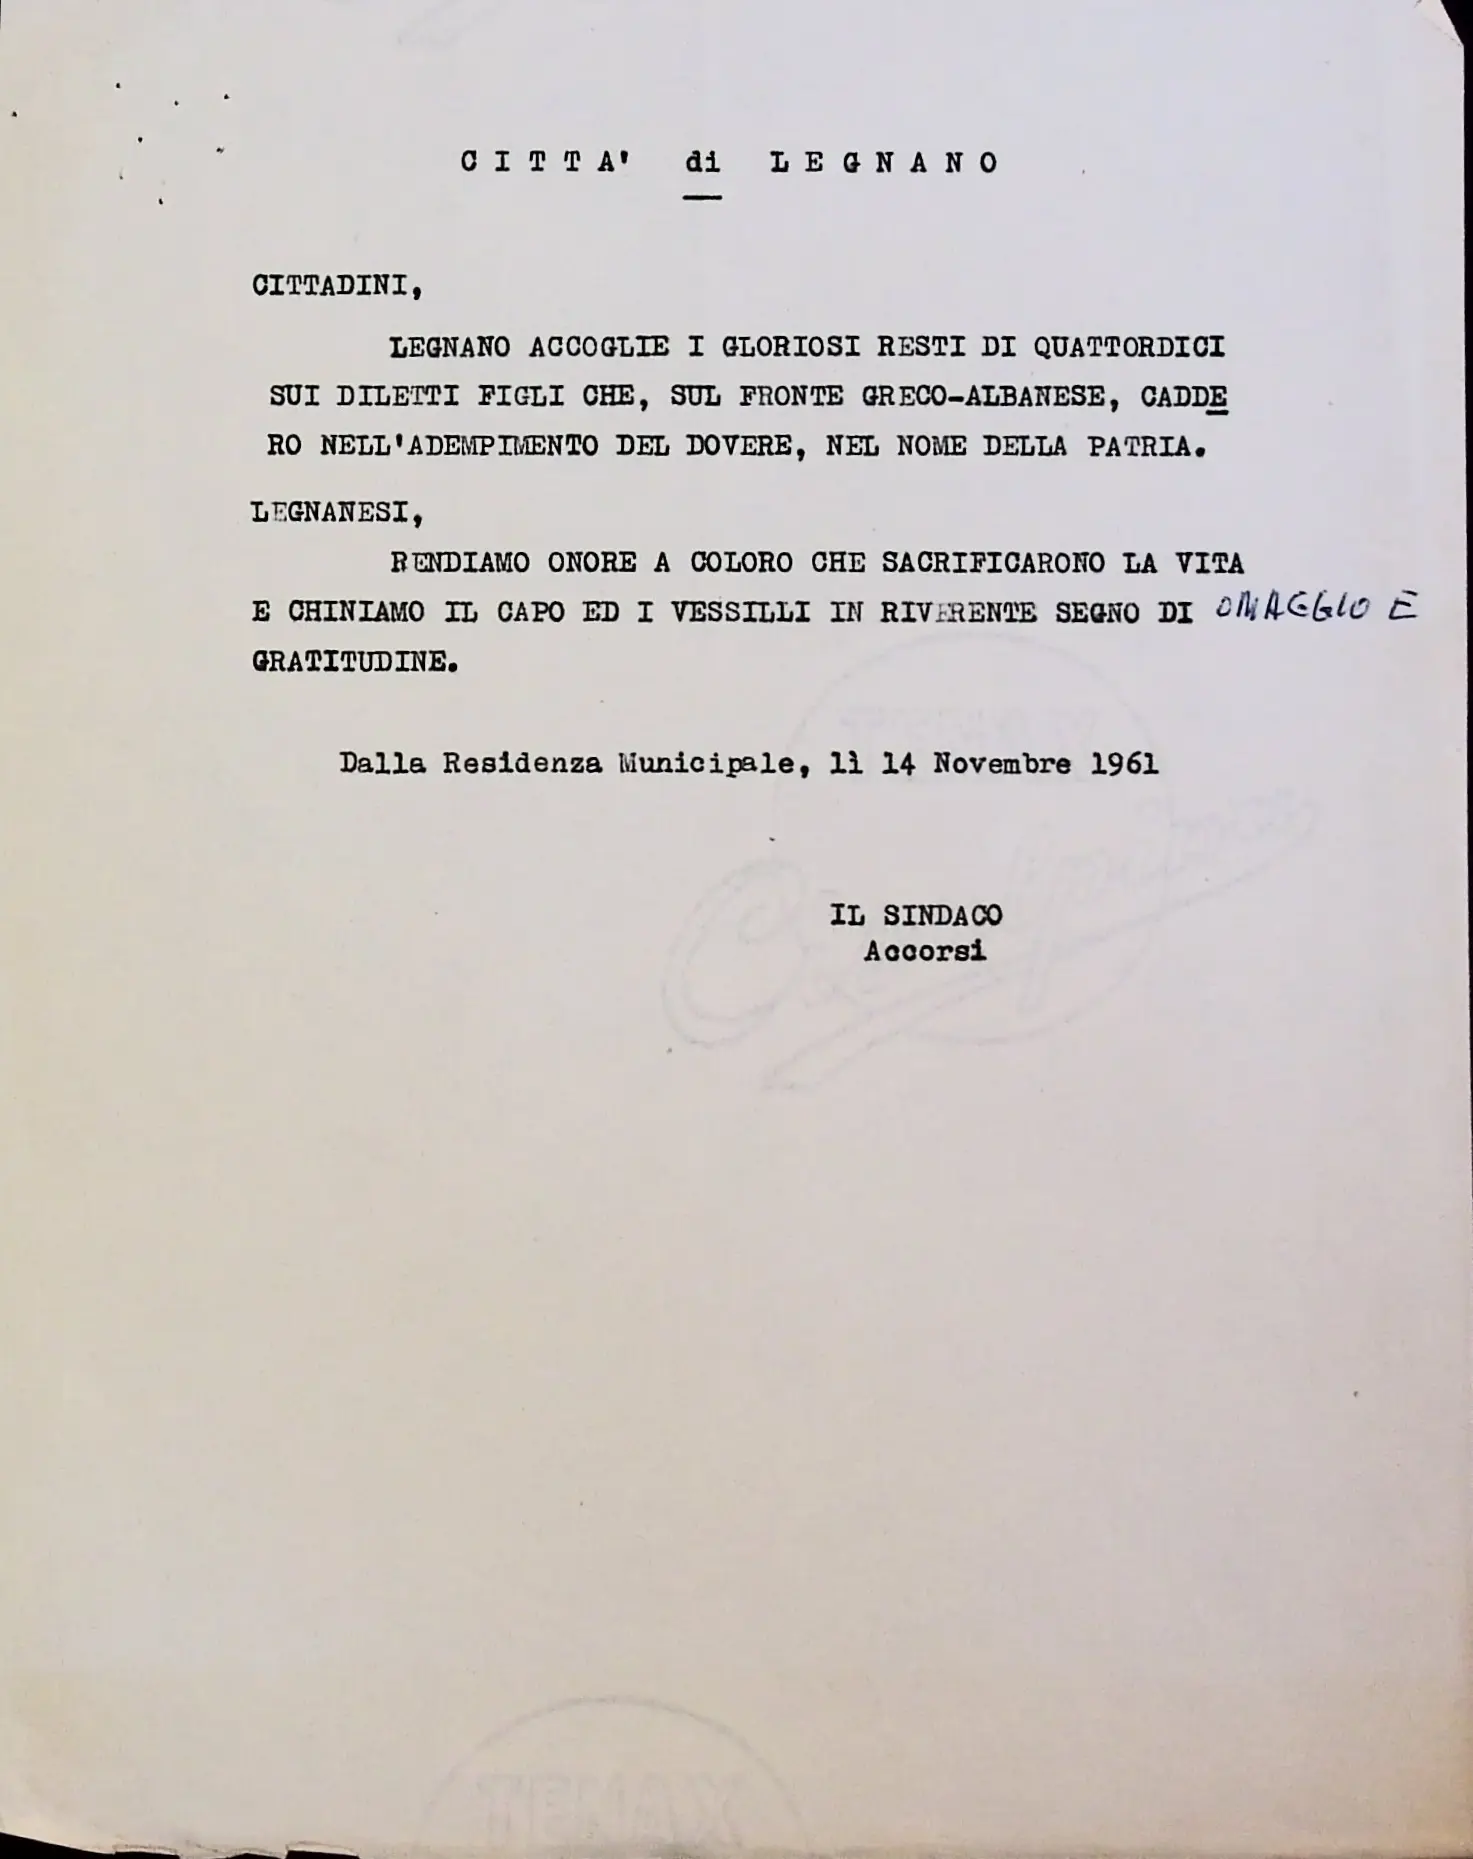 CITTA' di LEGNANO
CITTADINI,
LEGNANO ACCOGLIE I GLORIOSI RESTI DI QUATTORDICI
SUI DILETTI FIGLI CHE, SUL FRONTE GRECO-ALBANESE, CADDE
RO NELL'ADEMPIMENTO DEL DOVERE, NEL NOME DELLA PATRIA.
LEGNANESI,
RENDIAMO ONORE A COLORO CHE SACRIFICARONO LA VITA
E CHINIAMO IL CAPO ED I VESSILLI IN RIVERENTE SEGNO DI OMAGGIO E
GRATITUDINE.
Dalla Residenza Municipale, lì 14 Novembre 1961
IL SINDACO
Accorsi